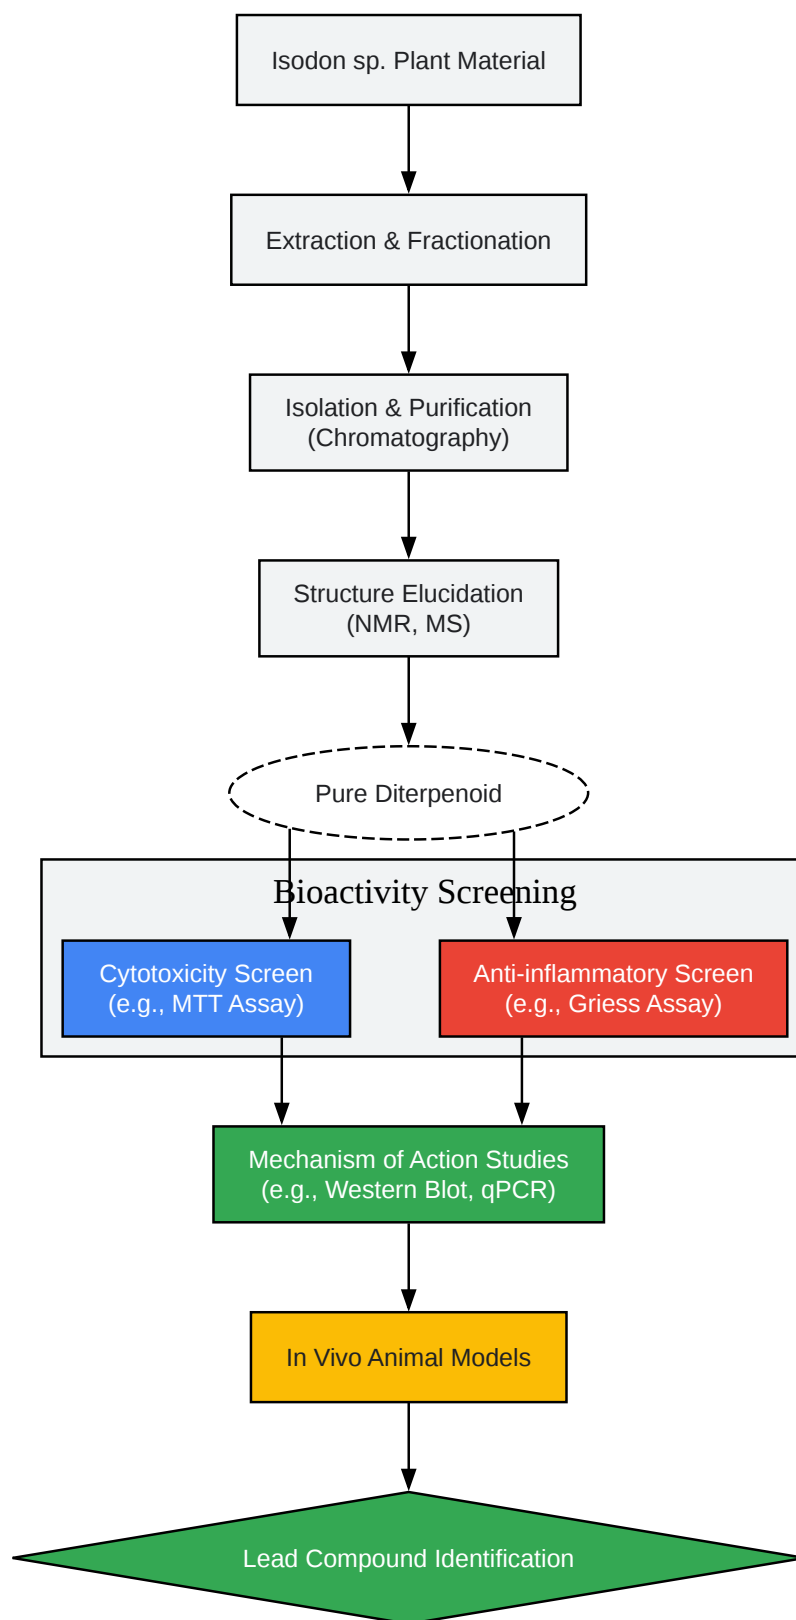 Isodon sp. Plant Material
Extraction & Fractionation
Isolation & Purification
(Chromatography)
Structure Elucidation
(NMR, MS)
Pure Diterpenoid
Bioactivity Screening
Cytotoxicity Screen
(e.g., MTT Assay)
Anti-inflammatory Screen
(e.g., Griess Assay)
Mechanism of Action Studies
(e.g., Western Blot, qPCR)
In Vivo Animal Models
Lead Compound Identification